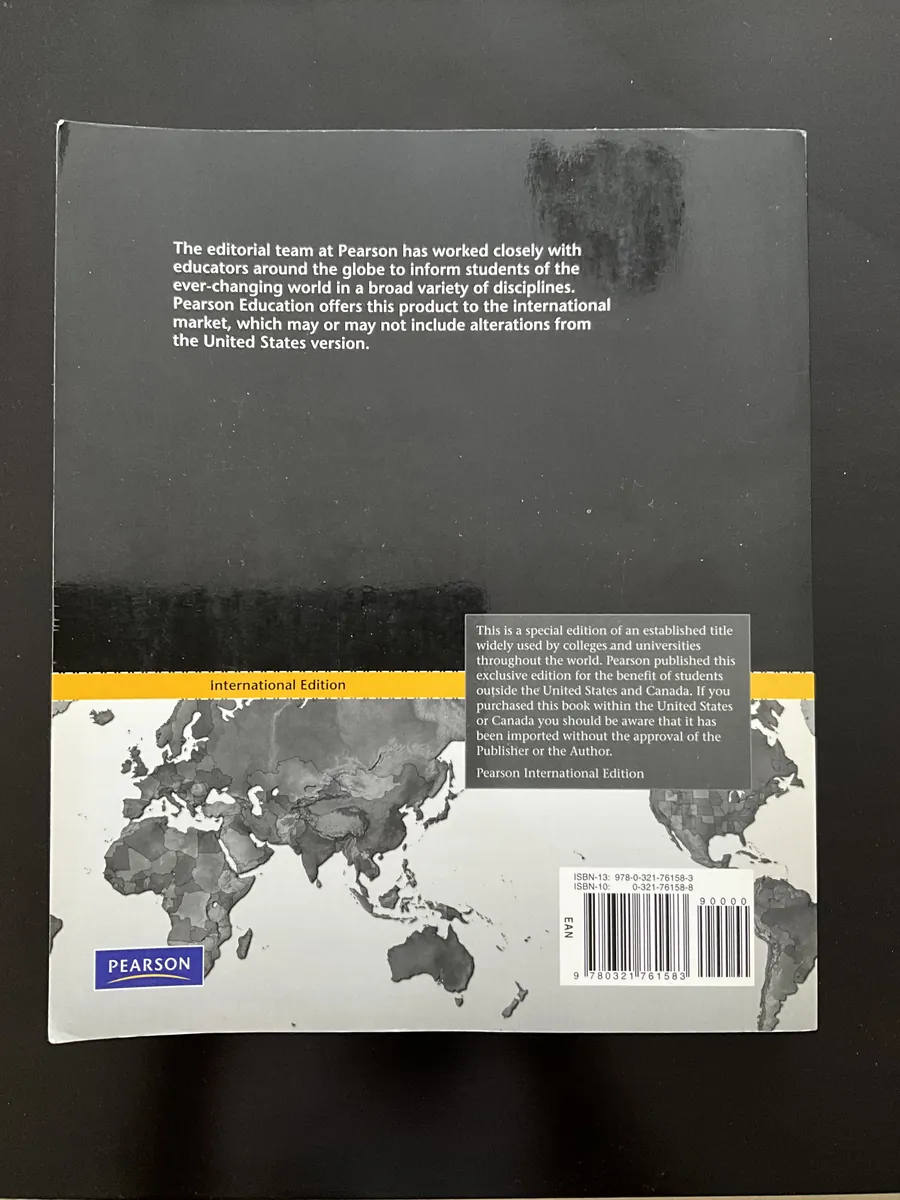 The editorial team at Pearson has worked closely with
educators around the globe to inform students of the
ever-changing world in a broad variety of disciplines.
Pearson Education offers this product to the international
market, which may or may not include alterations from
the United States version.
International Edition
This is a special edition of an established title
widely used by colleges and universities
throughout the world. Pearson published this
exclusive edition for the benefit of students
outside the United States and Canada. If you
purchased this book within the United States
or Canada you should be aware that it has
been imported without the approval of the
Publisher or the Author.
Pearson International Edition
ISBN-13: 978-0-321-76158-3
ISBN-10: 0-321-76158-8
90000
EAN
9 780321 761583
PEARSON